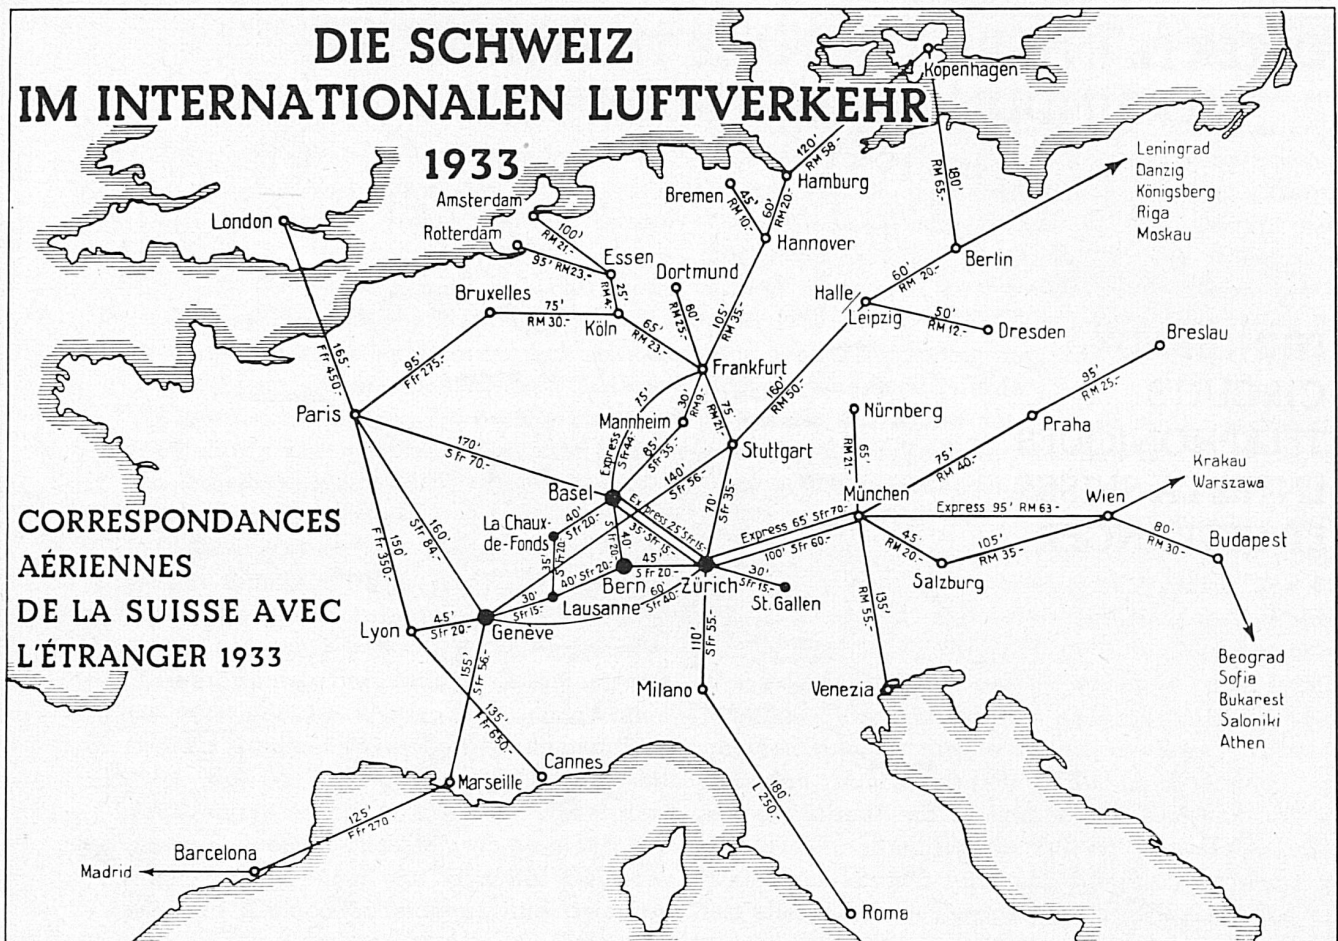 DIE SCHWEIZ
IM INTERNATIONALEN LUFTVERKEHR
1933
Kopenhagen
120'
RM 58.-
180'
RM 65.-
Leningrad
Danzig
Königsberg
Riga
Moskau
Hamburg
Bremen
45'
RM 10.-
60'
RM 20.-
Amsterdam
London
Rotterdam
100'
RM 21.-
95' RM 23.-
Hannover
Berlin
Essen
25'
RM 4.-
Dortmund
80'
RM 25.-
105'
RM 35.-
60'
RM 20.-
Halle
Leipzig
50'
RM 12.-
Dresden
Bruxelles
75'
RM 30.-
Köln
65'
RM 23.-
Breslau
165'
Ffr 450.-
95'
Ffr 275.-
Frankfurt
160'
RM 50.-
95'
RM 25.-
Paris
75'
Express
Sfr 44.-
Mannheim
30'
RM 9.-
75'
RM 21.-
85'
Sfr 35.-
Nürnberg
65'
RM 21.-
Praha
75'
RM 40.-
170'
Sfr 70.-
140'
Sfr 56.-
Stuttgart
70'
Sfr 35.-
Krakau
Warszawa
Basel
München
Wien
Express 95' RM 63.-
Express 65' Sfr 70.-
100' Sfr 60.-
Express 25' Sfr 15.-
35' Sfr 15.-
CORRESPONDANCES
AÉRIENNES
DE LA SUISSE AVEC
L'ÉTRANGER 1933
La Chaux-
de-Fonds
40'
Sfr 20.-
35'
Sfr 20.-
40'
Sfr 20.-
45'
RM 20.-
105'
RM 35.-
80'
RM 30.-
Budapest
150'
Ffr 350.-
160'
Sfr 84.-
Bern
45'
Sfr 20.-
Zürich
30'
Sfr 15.-
St. Gallen
Salzburg
40' Sfr 20.-
Lausanne
60'
Sfr 40.-
30'
Sfr 15.-
Genève
Lyon
45'
Sfr 20.-
110'
Sfr 55.-
135'
RM 55.-
155'
Sfr 56.-
Milano
Venezia
Beograd
Sofia
Bukarest
Saloniki
Athen
135'
Ffr 650.-
Cannes
Marseille
180'
L 250.-
125'
Ffr 270.-
Barcelona
Madrid
Roma